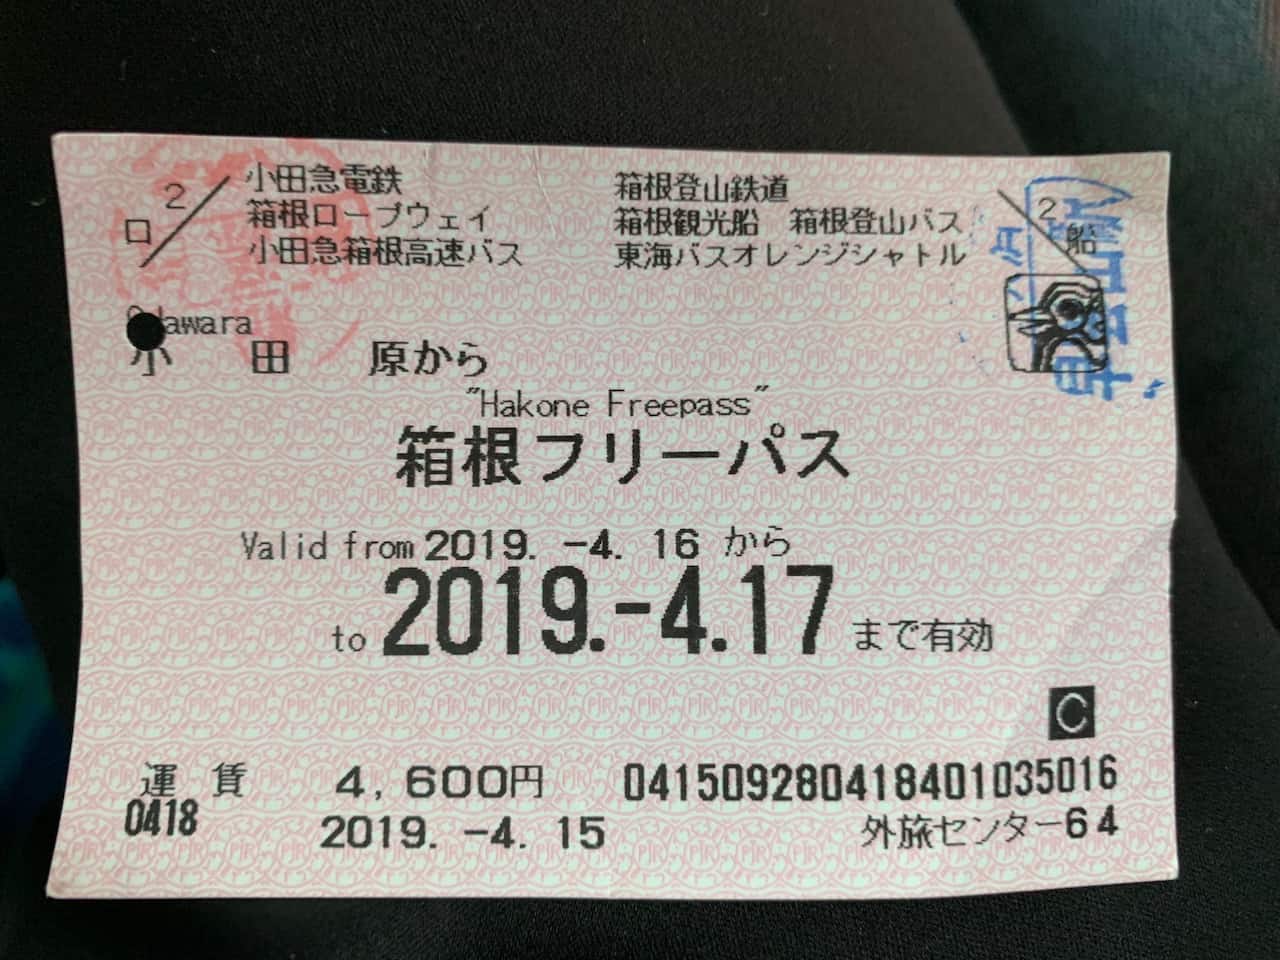 小田急電鉄 箱根登山鉄道
2 箱根ロープウェイ 箱根観光船 箱根登山バス 2
ロ 小田急箱根高速バス 東海バスオレンジシャトル 船
早雲山駅
小田原から
"Hakone Freepass"
箱根フリーパス
Valid from 2019. -4. 16 から
to 2019.-4.17 まで有効
C
運賃 4,600円 041509280418401035016
0418 2019. -4. 15 外旅センター64